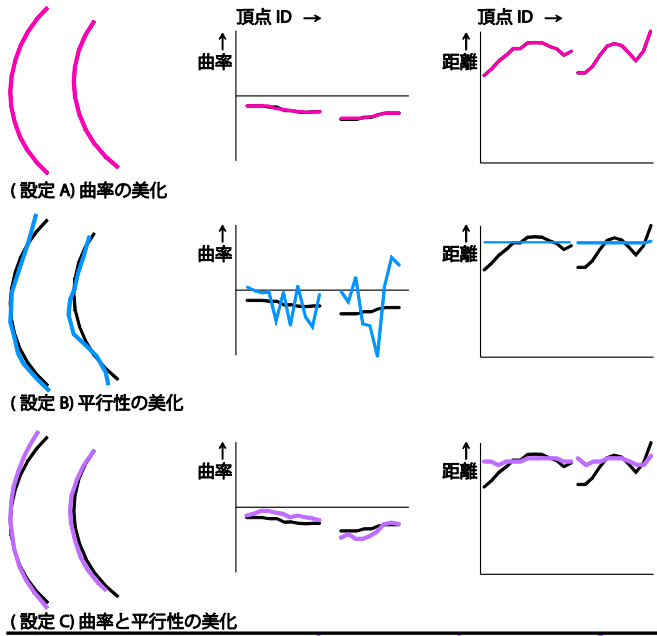 頂点 ID →
頂点 ID →
↑
曲率
↑
距離
( 設定 A) 曲率の美化
↑
曲率
↑
距離
( 設定 B) 平行性の美化
↑
曲率
↑
距離
( 設定 C) 曲率と平行性の美化